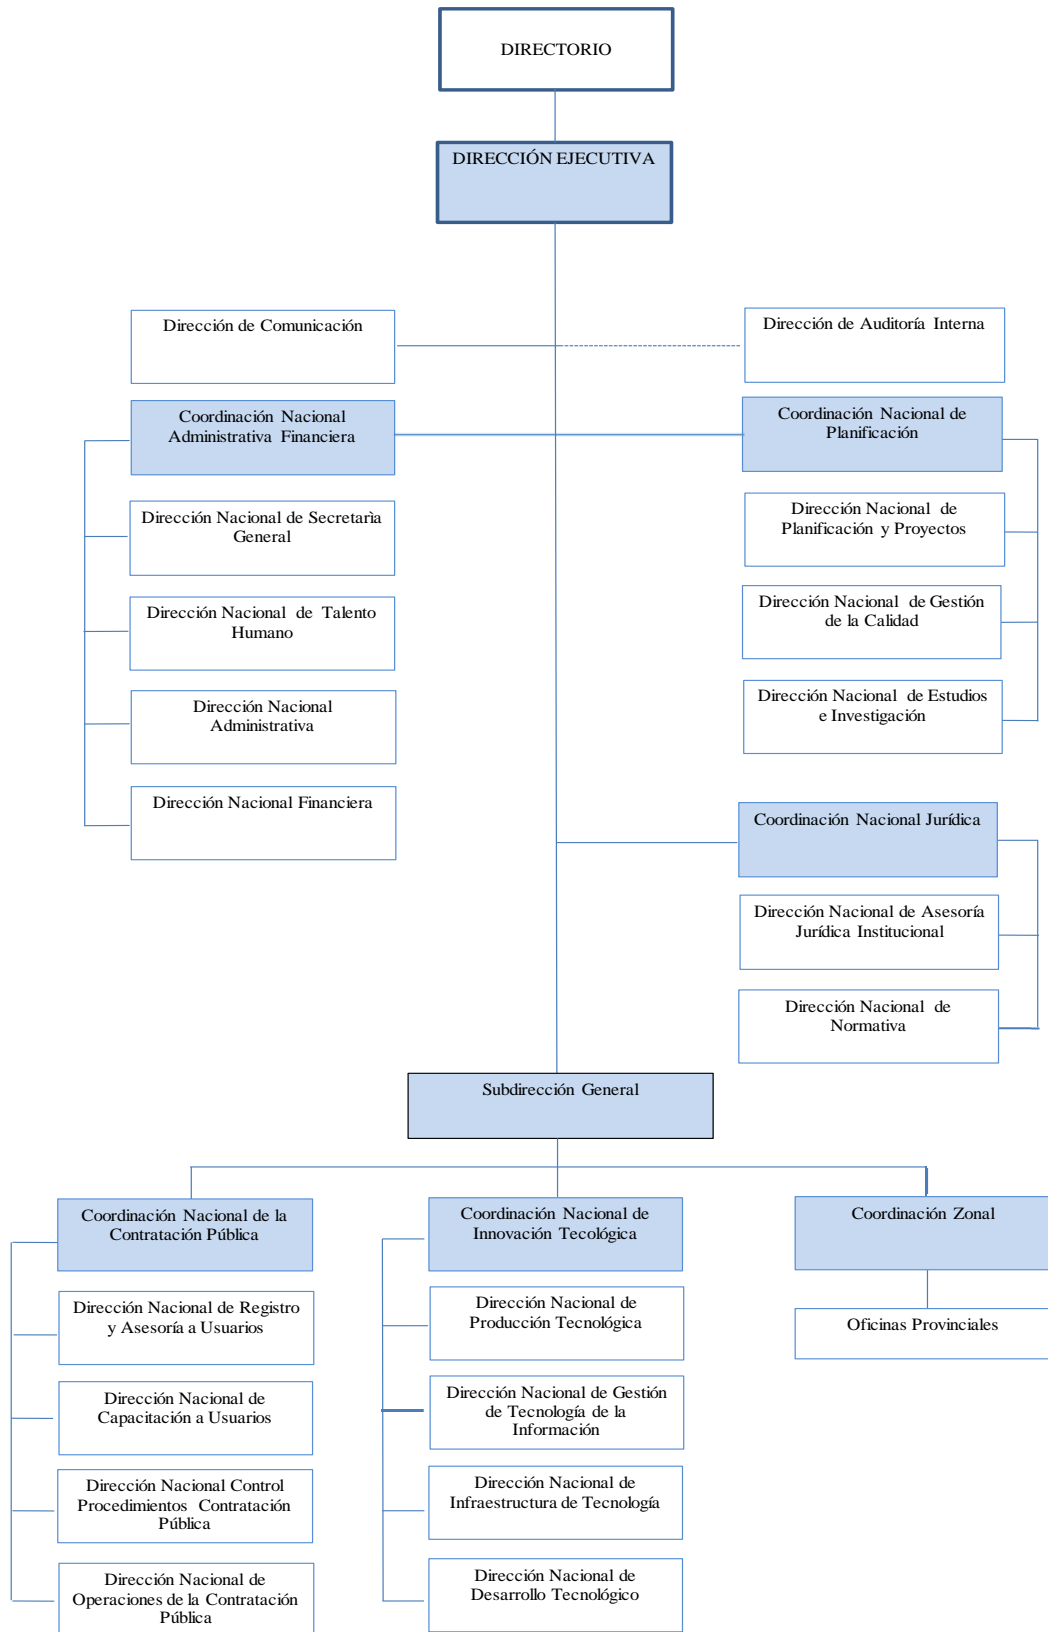 DIRECTORIO
DIRECCIÓN EJECUTIVA
Dirección de Comunicación
Dirección de Auditoría Interna
Coordinación Nacional
Administrativa Financiera
Coordinación Nacional de
Planificación
Dirección Nacional de Secretarìa
General
Dirección Nacional de
Planificación y Proyectos
Dirección Nacional de Talento
Humano
Dirección Nacional de Gestión
de la Calidad
Dirección Nacional
Administrativa
Dirección Nacional de Estudios
e Investigación
Dirección Nacional Financiera
Coordinación Nacional Jurídica
Dirección Nacional de Asesoría
Jurídica Institucional
Dirección Nacional de
Normativa
Subdirección General
Coordinación Nacional de la
Contratación Pública
Coordinación Nacional de
Innovación Tecológica
Coordinación Zonal
Dirección Nacional de Registro
y Asesoría a Usuarios
Dirección Nacional de
Producción Tecnológica
Oficinas Provinciales
Dirección Nacional de
Capacitación a Usuarios
Dirección Nacional de Gestión
de Tecnología de la
Información
Dirección Nacional Control
Procedimientos Contratación
Pública
Dirección Nacional de
Infraestructura de Tecnología
Dirección Nacional de
Operaciones de la Contratación
Pública
Dirección Nacional de
Desarrollo Tecnológico